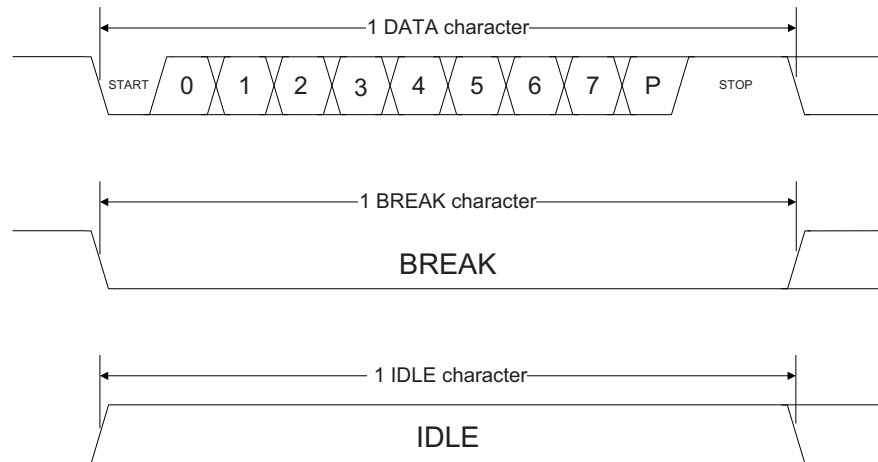 1 DATA character
START 0 1 2 3 4 5 6 7 P STOP
1 BREAK character
BREAK
1 IDLE character
IDLE